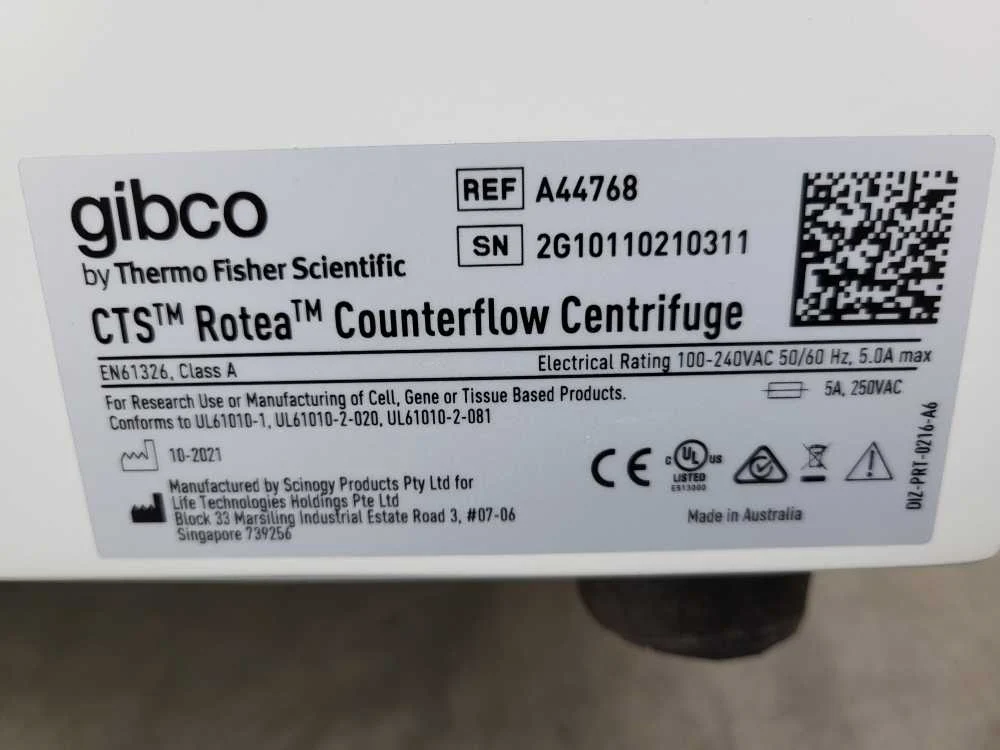 gibco
by Thermo Fisher Scientific
REF A44768
SN 2G10110210311
CTS™ Rotea™ Counterflow Centrifuge
EN61326, Class A
Electrical Rating 100-240VAC 50/60 Hz, 5.0A max
5A, 250VAC
For Research Use or Manufacturing of Cell, Gene or Tissue Based Products.
Conforms to UL61010-1, UL61010-2-020, UL61010-2-081
10-2021
Manufactured by Scinogy Products Pty Ltd for
Life Technologies Holdings Pte Ltd
Block 33 Marsiling Industrial Estate Road 3, #07-06
Singapore 739256
CE
C UL US
LISTED
E513000
Made in Australia
DIZ-PRT-0216-A6